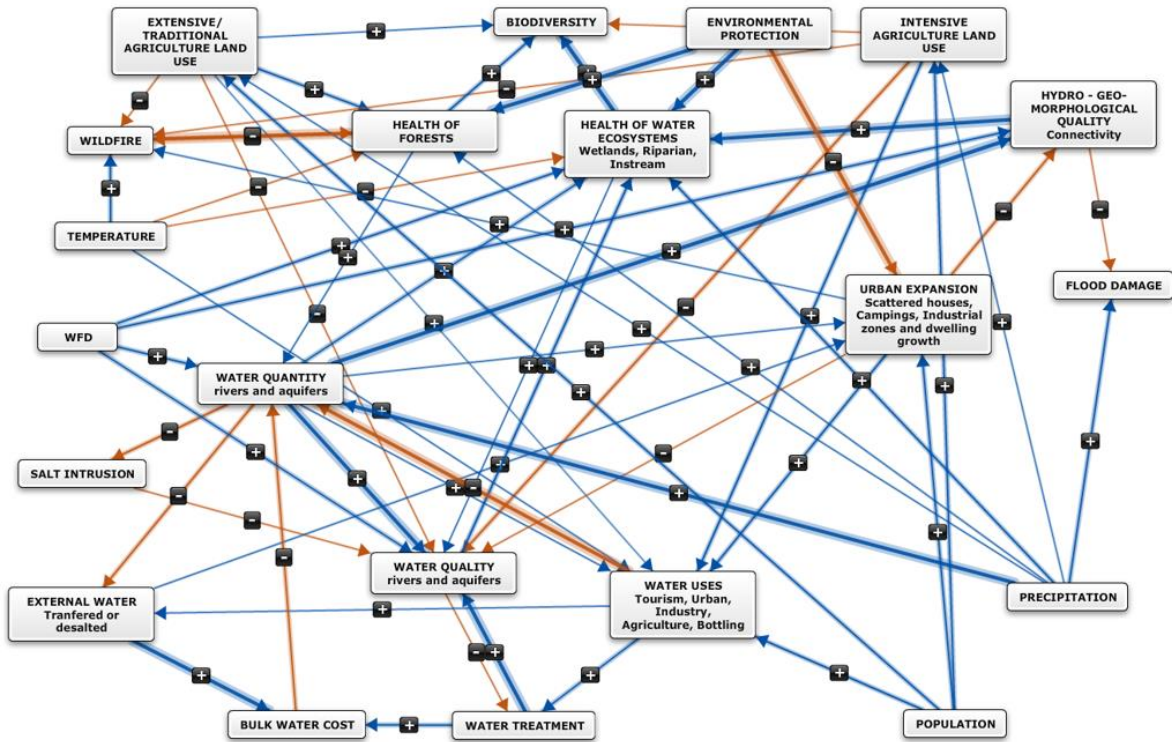 EXTENSIVE/
TRADITIONAL
AGRICULTURE LAND
USE
BIODIVERSITY
ENVIRONMENTAL
PROTECTION
INTENSIVE
AGRICULTURE LAND
USE
HYDRO - GEO-
MORPHOLOGICAL
QUALITY
Connectivity
WILDFIRE
HEALTH OF
FORESTS
HEALTH OF WATER
ECOSYSTEMS
Wetlands, Riparian,
Instream
TEMPERATURE
URBAN EXPANSION
Scattered houses,
Campings, Industrial
zones and dwelling
growth
FLOOD DAMAGE
WFD
WATER QUANTITY
rivers and aquifers
SALT INTRUSION
WATER QUALITY
rivers and aquifers
WATER USES
Tourism, Urban,
Industry,
Agriculture, Bottling
EXTERNAL WATER
Tranfered or
desalted
PRECIPITATION
BULK WATER COST
WATER TREATMENT
POPULATION